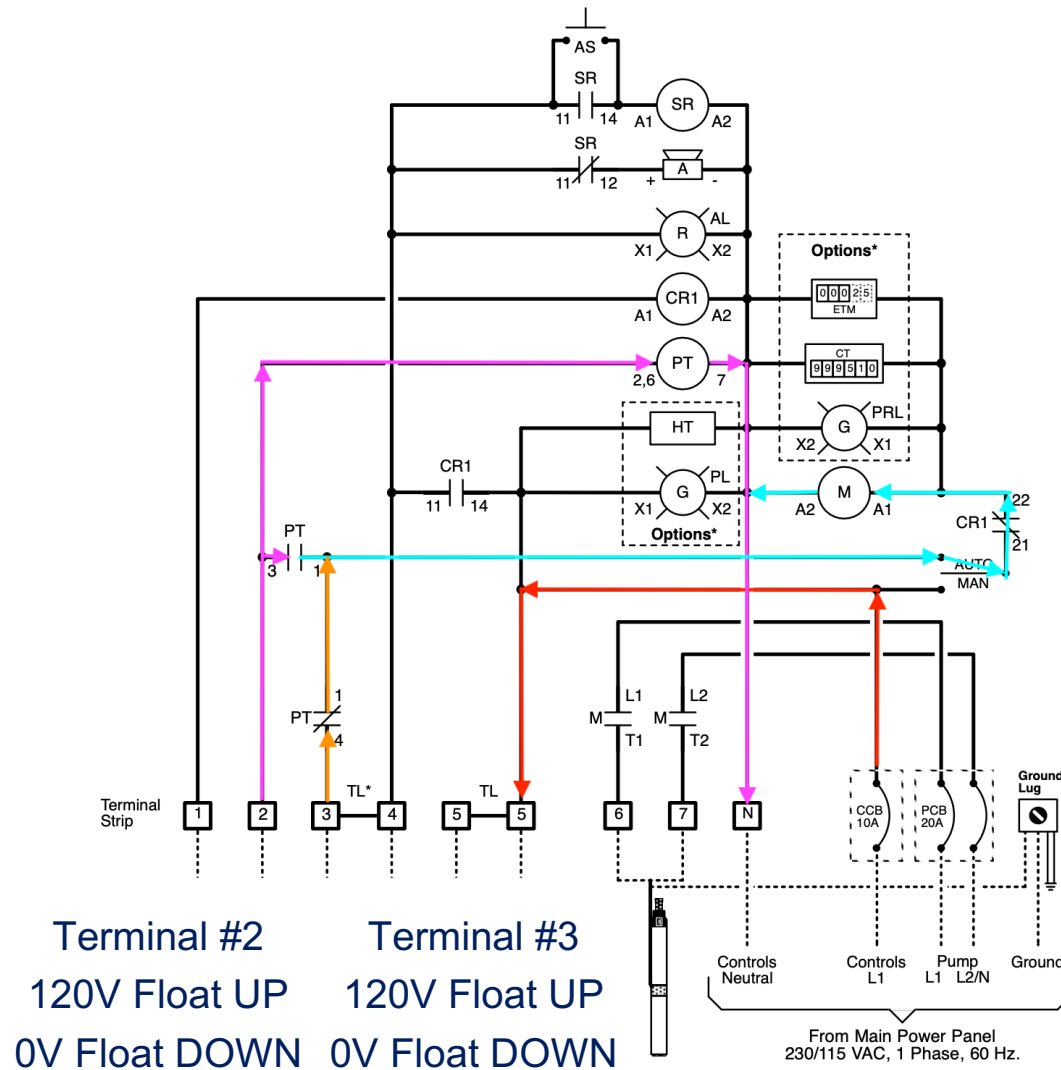 AS
SR
11 14
A1 SR A2
SR
11 12
+ A -
AL
R
X1 X2
Options*
000 25
ETM
CR1
A1 A2
CT
999510
PT
2,6 7
HT
PRL
G
X2 X1
CR1
11 14
PL
G
X1 X2
Options*
M
A2 A1
22
CR1
21
PT
3 1
AUTO
MAN
1
PT
4
L1
M
T1
L2
M
T2
Terminal
Strip
1 2 3 TL* 4 5 TL 5 6 7 N
CCB
10A
PCB
20A
Ground
Lug
Controls
Neutral
Controls
L1
Pump
L1 L2/N
Ground
From Main Power Panel
230/115 VAC, 1 Phase, 60 Hz.
Terminal #2
120V Float UP
0V Float DOWN
Terminal #3
120V Float UP
0V Float DOWN